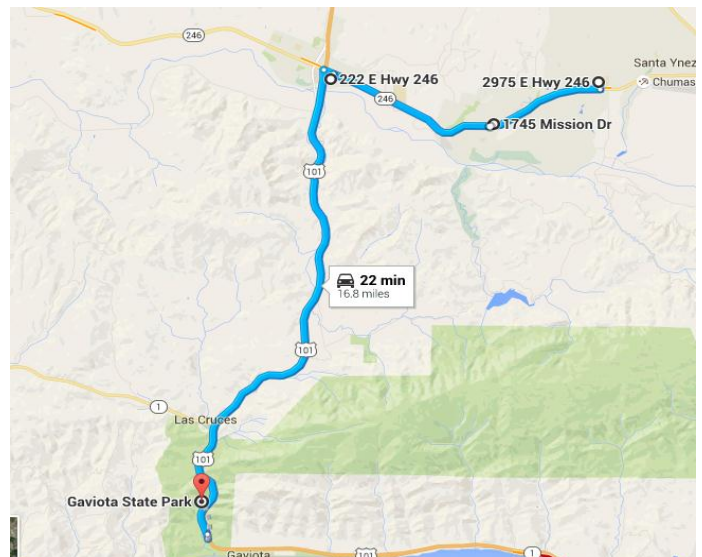 246
222 E Hwy 246
2975 E Hwy 246
Santa Ynez
Chumas
246
1745 Mission Dr
101
22 min
16.8 miles
101
1
Las Cruces
101
Gaviota State Park
Gaviota
101
1